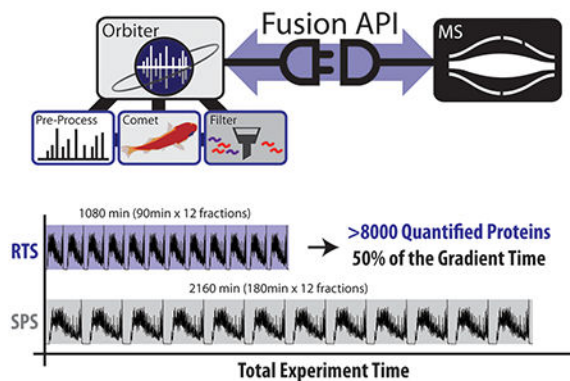 Orbiter
Fusion API
MS
Pre-Process
Comet
Filter
1080 min (90min x 12 fractions)
RTS
>8000 Quantified Proteins
50% of the Gradient Time
2160 min (180min x 12 fractions)
SPS
Total Experiment Time